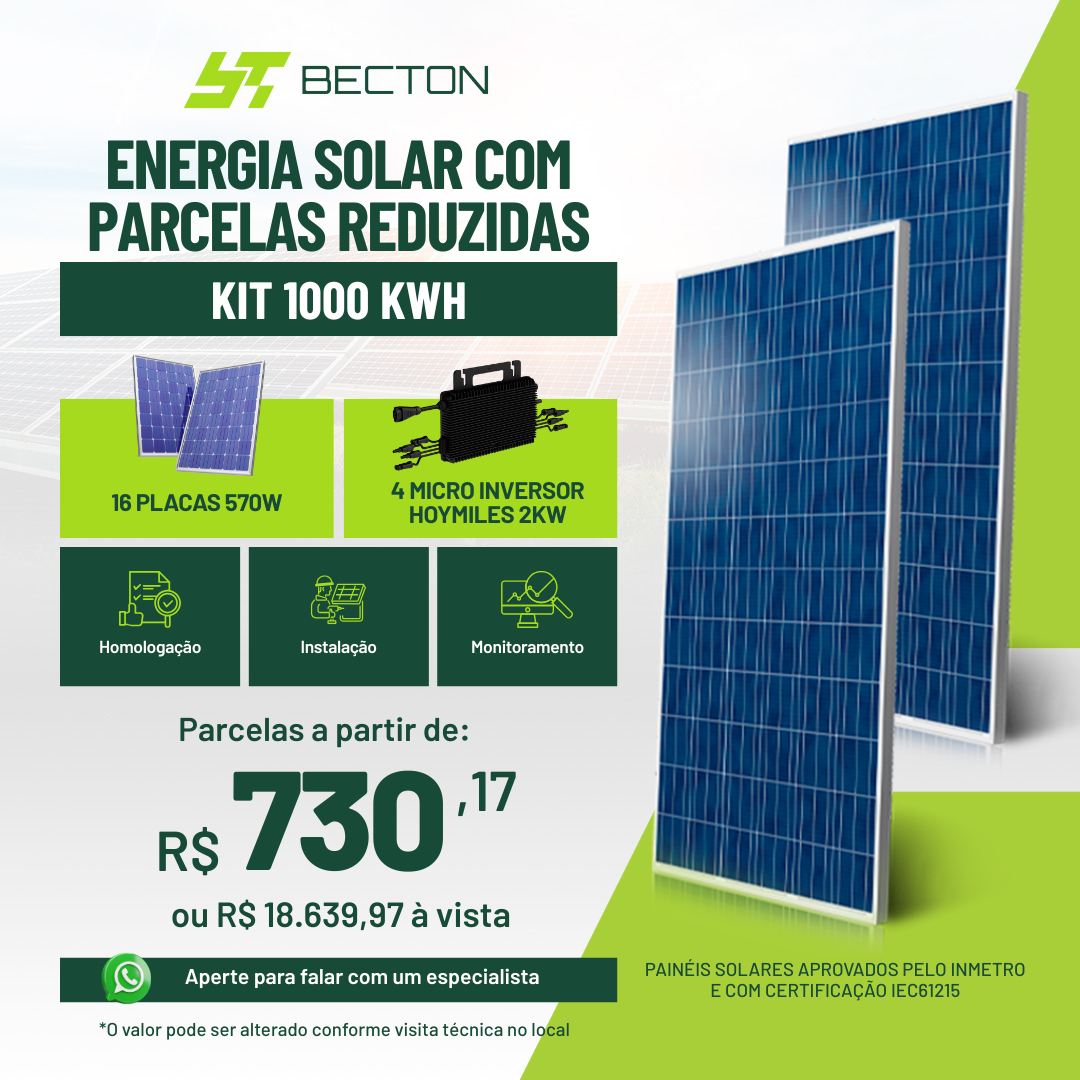 BECTON
ENERGIA SOLAR COM
PARCELAS REDUZIDAS
KIT 1000 KWH
16 PLACAS 570W
4 MICRO INVERSOR
HOYMILES 2KW
Homologação
Instalação
Monitoramento
Parcelas a partir de:
R$ 730,17
ou R$ 18.639,97 à vista
Aperte para falar com um especialista
*O valor pode ser alterado conforme visita técnica no local
PAINÉIS SOLARES APROVADOS PELO INMETRO
E COM CERTIFICAÇÃO IEC61215